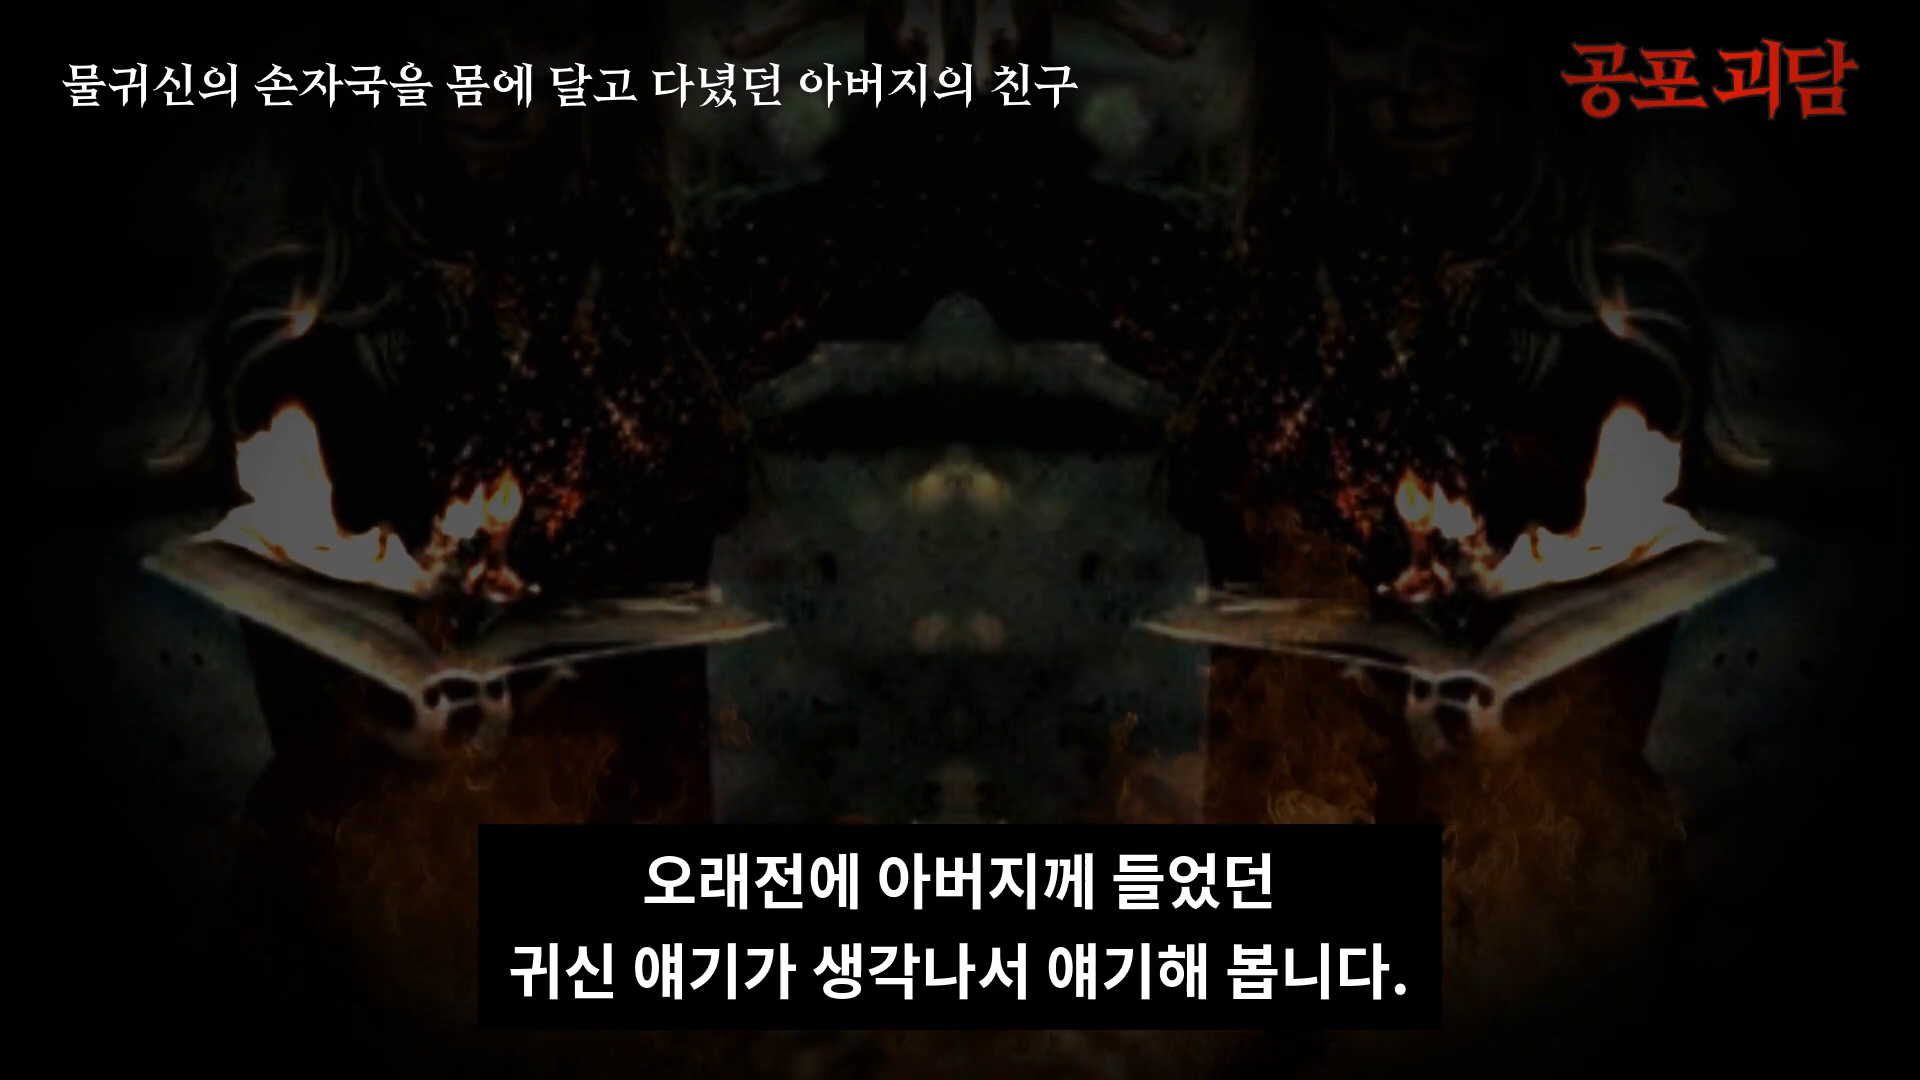 물귀신의 손자국을 몸에 달고 다녔던 아버지의 친구
공포 괴담
오래전에 아버지께 들었던
귀신 얘기가 생각나서 얘기해 봅니다.